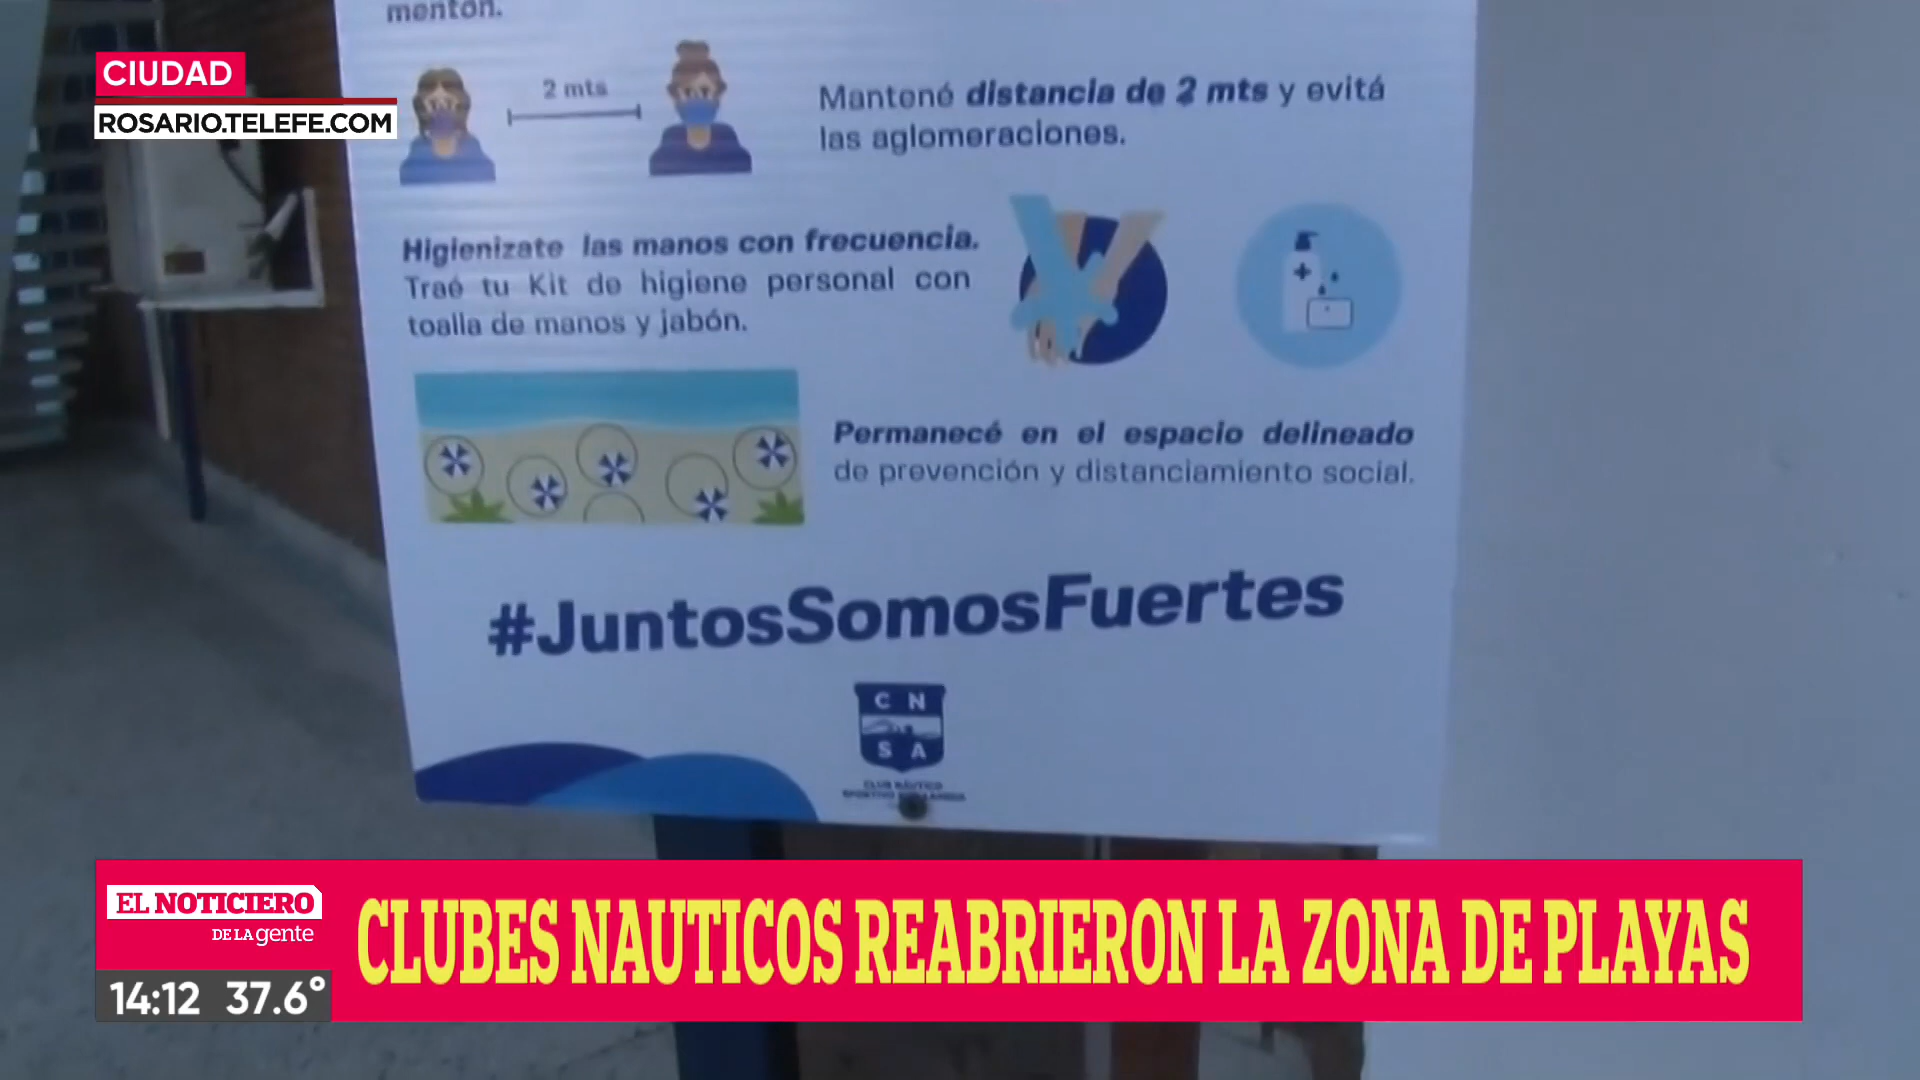 mentón.
CIUDAD
ROSARIO.TELEFE.COM
2 mts
Mantené distancia de 2 mts y evitá
las aglomeraciones.
Higienizate las manos con frecuencia.
Traé tu Kit de higiene personal con
toalla de manos y jabón.
Permanecé en el espacio delineado
de prevención y distanciamiento social.
#JuntosSomosFuertes
C N
S A
CLUB NÁUTICO
SPORTIVO
EL NOTICIERO
DE LA gente
CLUBES NAUTICOS REABRIERON LA ZONA DE PLAYAS
14:12 37.6°